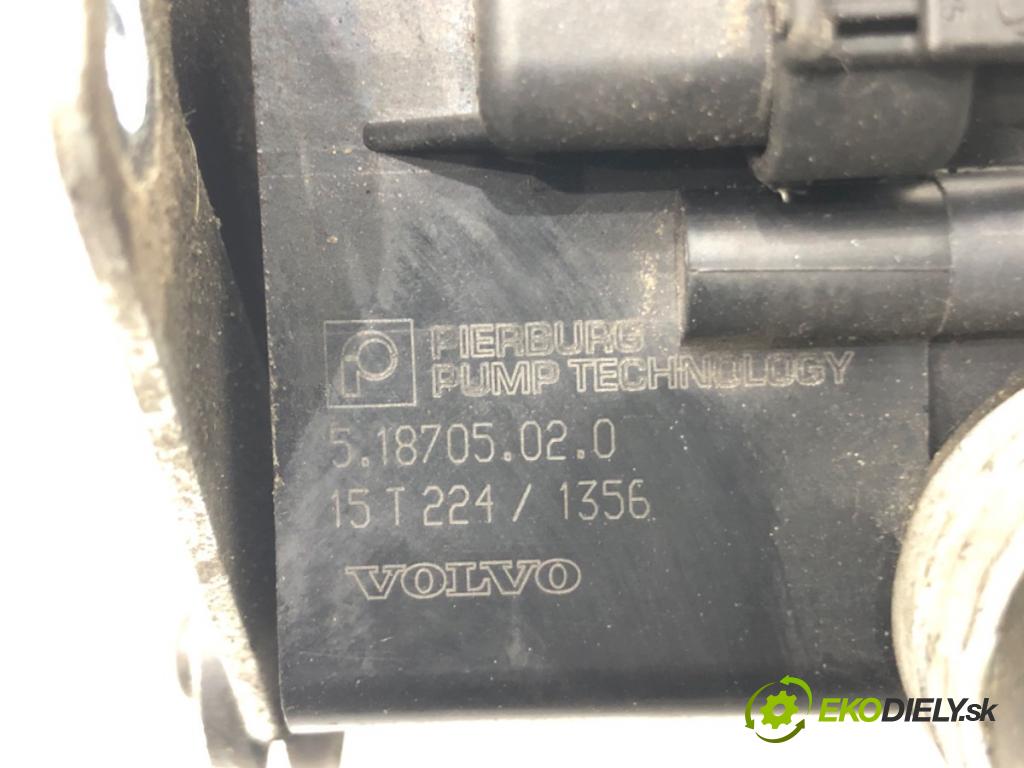 PIERBURG
PUMP TECHNOLOGY
5.18705.02.0
15 T 224 / 1356
VOLVO
EKODIELY.sk